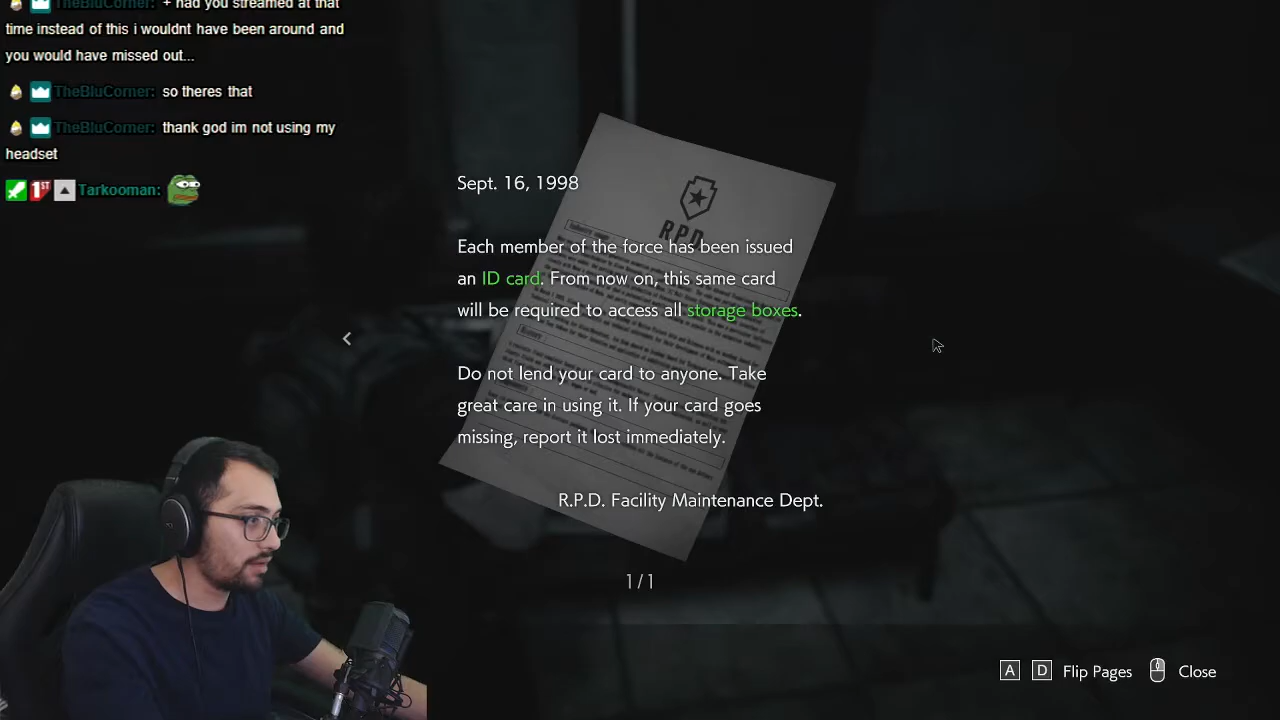 TheBluCorner: + had you streamed at that
time instead of this i wouldnt have been around and
you would have missed out...
TheBluCorner: so theres that
TheBluCorner: thank god im not using my
headset
1ST Tarkooman:
R.P.D.
Sept. 16, 1998
Each member of the force has been issued
an ID card. From now on, this same card
will be required to access all storage boxes.
Do not lend your card to anyone. Take
great care in using it. If your card goes
missing, report it lost immediately.
R.P.D. Facility Maintenance Dept.
1/1
A D Flip Pages Close